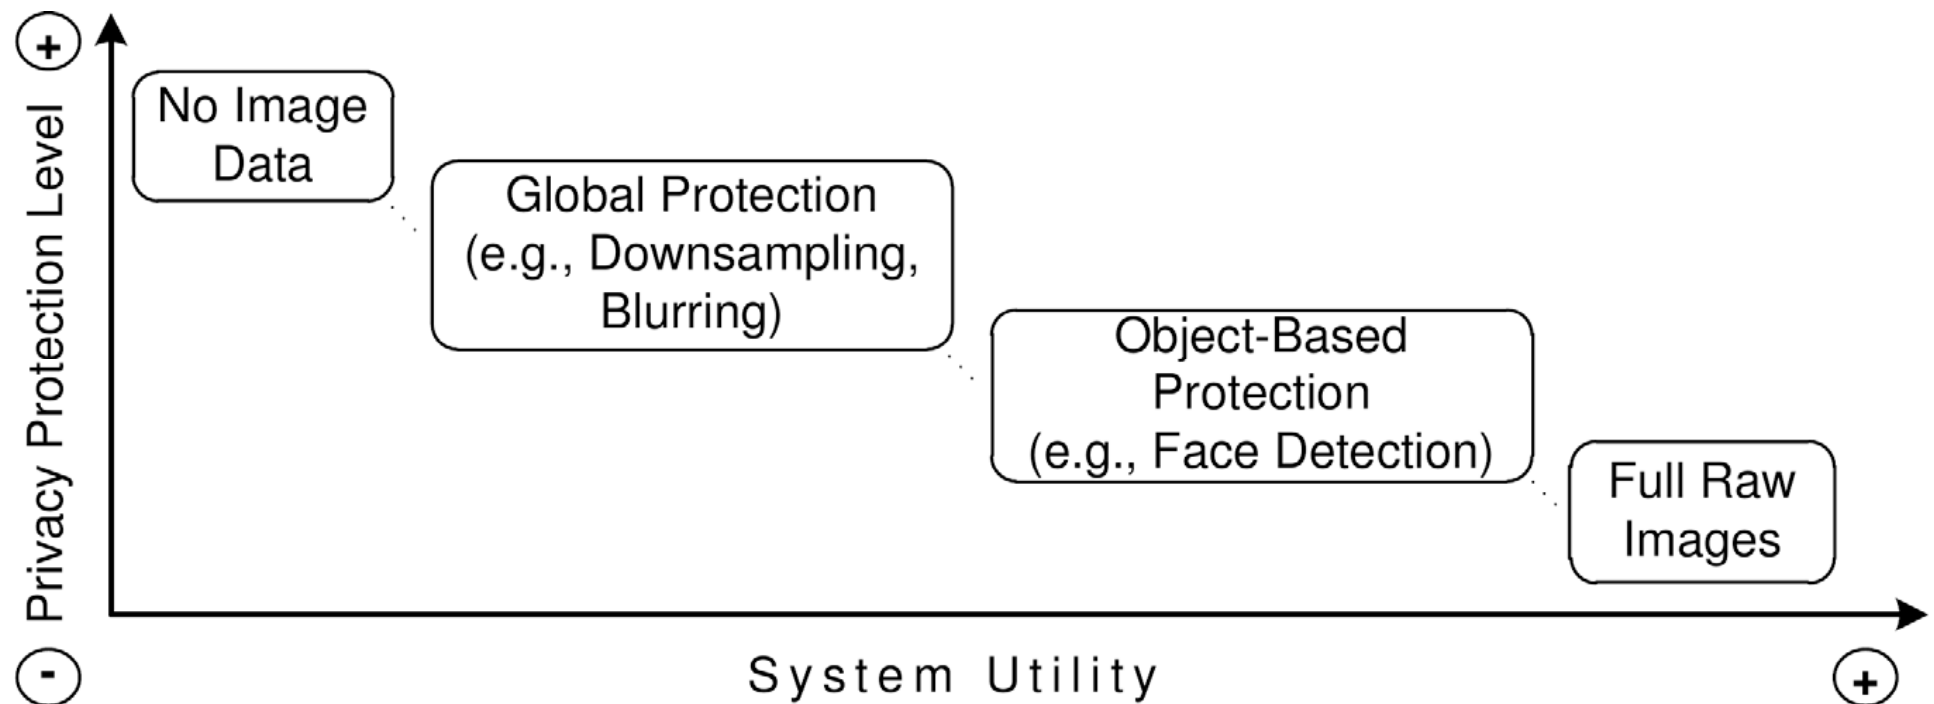 +
Privacy Protection Level
-
No Image
Data
Global Protection
(e.g., Downsampling,
Blurring)
Object-Based
Protection
(e.g., Face Detection)
Full Raw
Images
System Utility
+